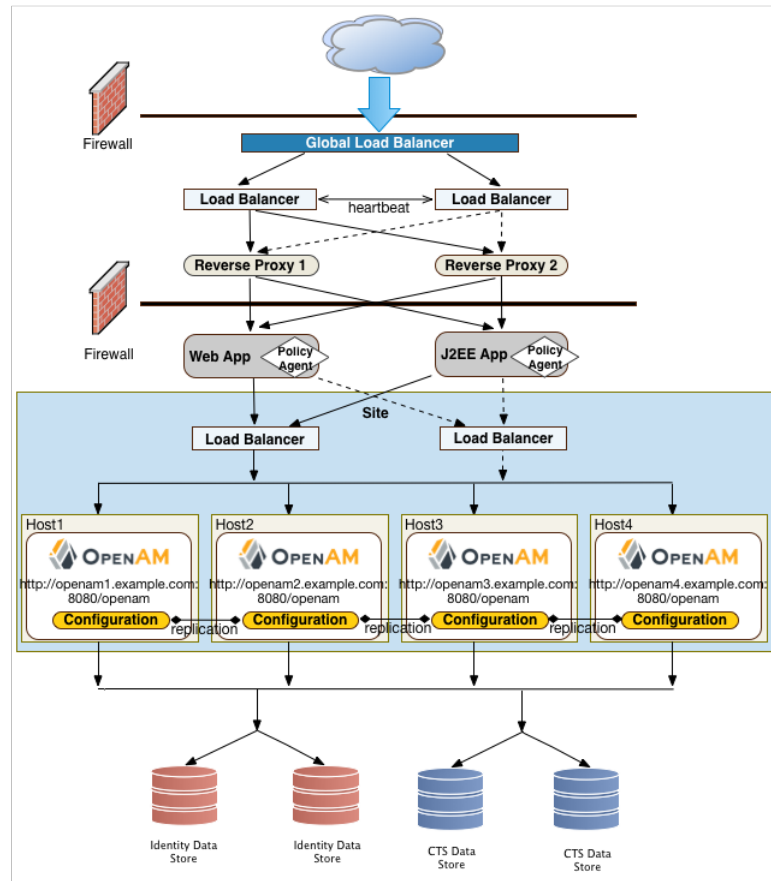 Firewall
Global Load Balancer
Load Balancer
heartbeat
Load Balancer
Reverse Proxy 1
Reverse Proxy 2
Firewall
Web App
Policy
Agent
J2EE App
Policy
Agent
Site
Load Balancer
Load Balancer
Host1
OPENAM
http://openam1.example.com:
8080/openam
Configuration
replication
Host2
OPENAM
http://openam2.example.com:
8080/openam
Configuration
replication
Host3
OPENAM
http://openam3.example.com:
8080/openam
Configuration
replication
Host4
OPENAM
http://openam4.example.com:
8080/openam
Configuration
Identity Data
Store
Identity Data
Store
CTS Data
Store
CTS Data
Store